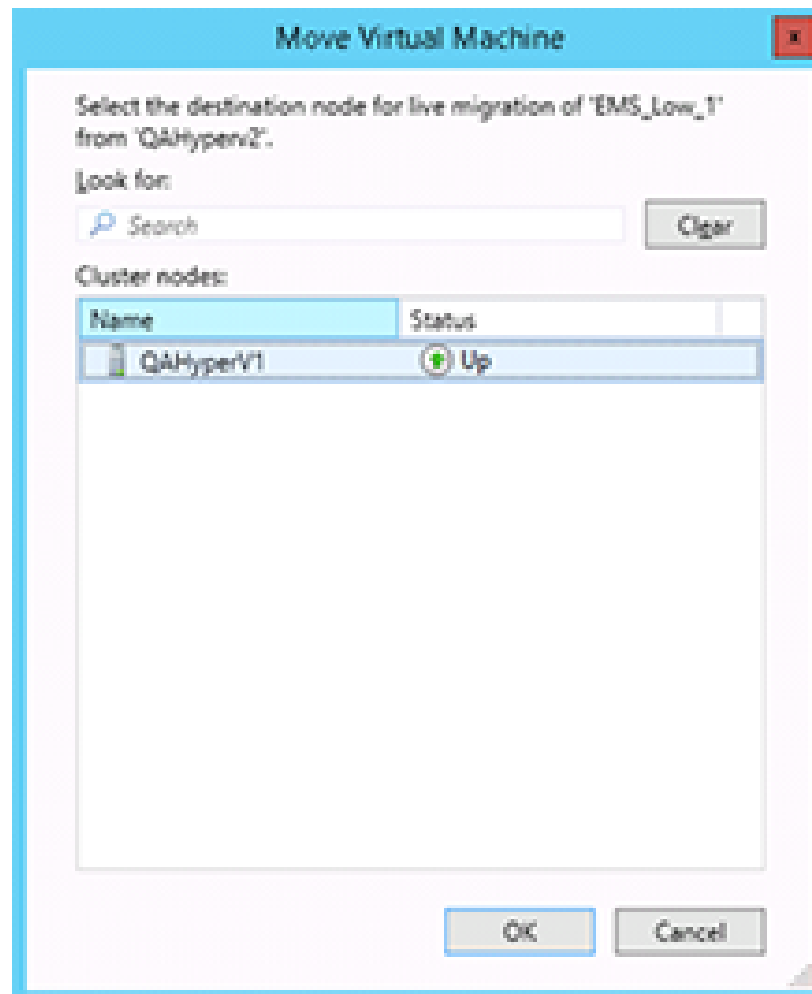 Move Virtual Machine
Select the destination node for live migration of 'EMS_Low_1'
from 'QAHyperv2'.
Look for:
Search
Clear
Cluster nodes:
Name Status
QAHyperV1 Up
OK Cancel